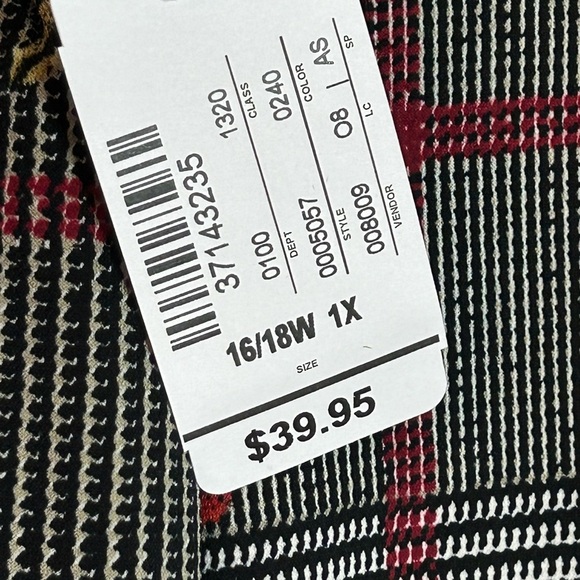 37143235
0100 1320
DEPT CLASS
0005057 0240
STYLE COLOR
008009 08 | AS
VENDOR LC SP
16/18W 1X
SIZE
$39.95